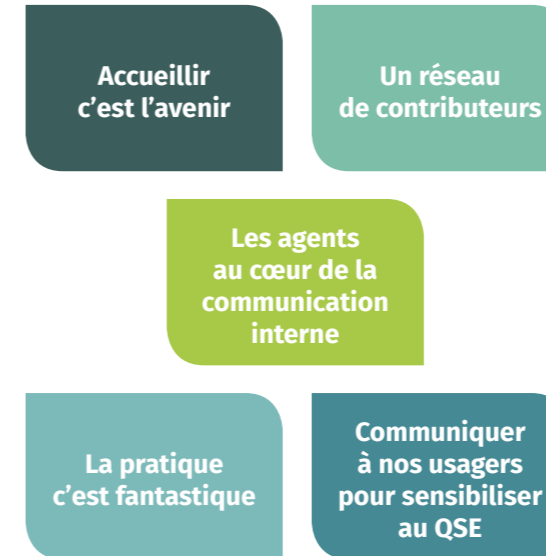 Accueillir
c’est l’avenir
Un réseau
de contributeurs
Les agents
au cœur de la
communication
interne
La pratique
c’est fantastique
Communiquer
à nos usagers
pour sensibiliser
au QSE